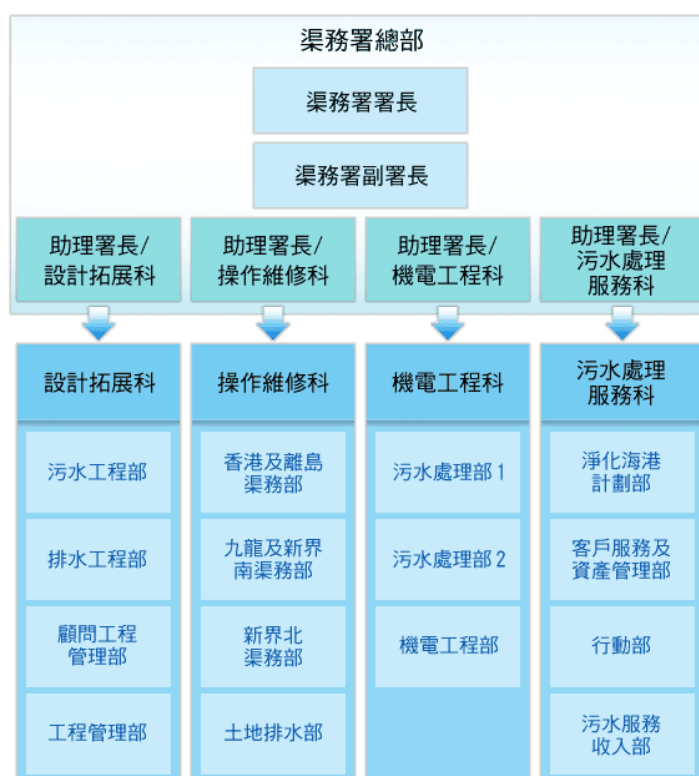 渠務署總部
渠務署署長
渠務署副署長
助理署長/
設計拓展科
助理署長/
操作維修科
助理署長/
機電工程科
助理署長/
污水處理
服務科
設計拓展科
污水工程部
排水工程部
顧問工程
管理部
工程管理部
操作維修科
香港及離島
渠務部
九龍及新界
南渠務部
新界北
渠務部
土地排水部
機電工程科
污水處理部1
污水處理部2
機電工程部
污水處理
服務科
淨化海港
計劃部
客戶服務及
資產管理部
行動部
污水服務
收入部